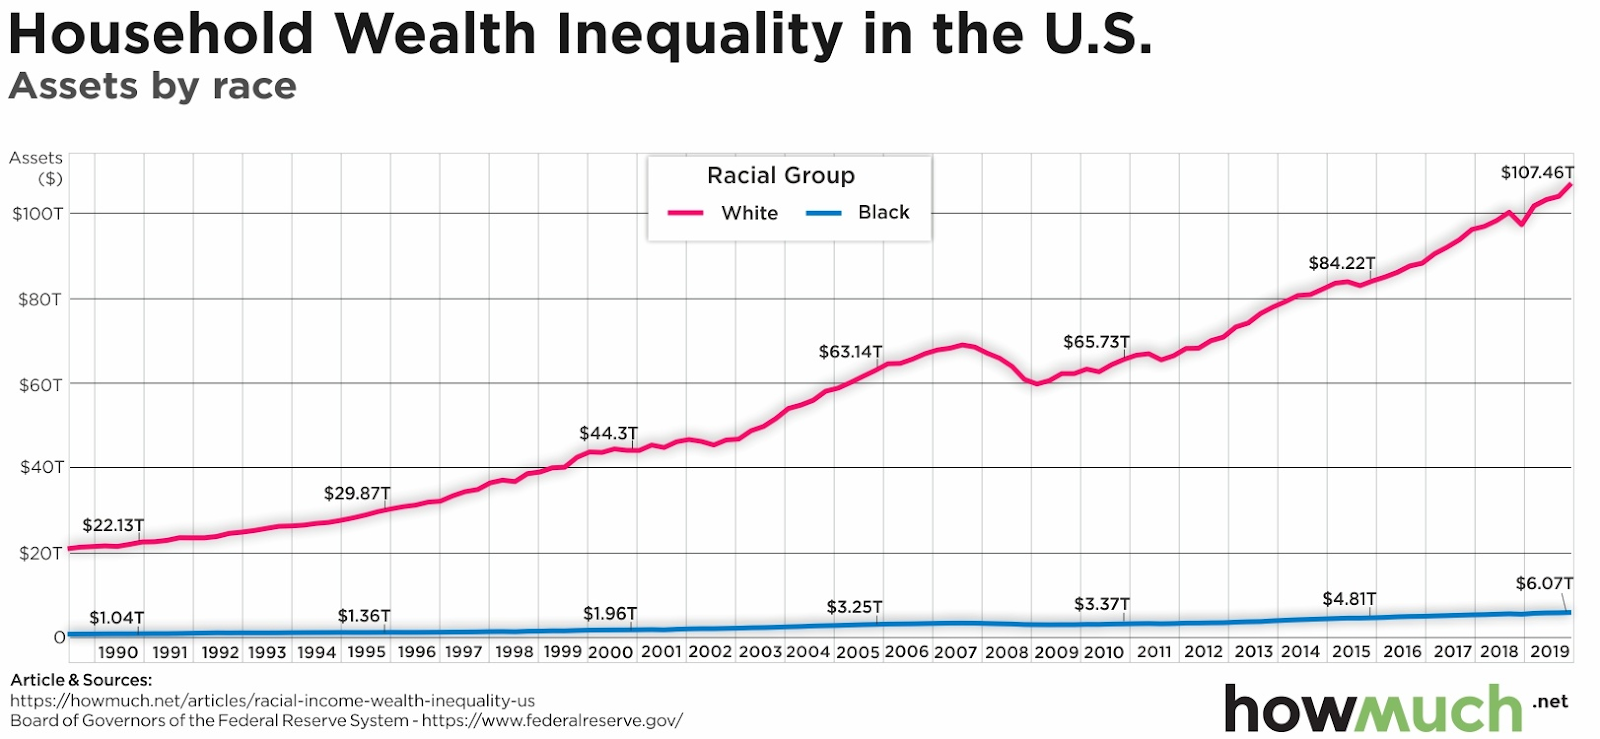 Household Wealth Inequality in the U.S.
Assets by race
Assets
($)
Racial Group
White
Black
$100T
$80T
$60T
$40T
$20T
0
$22.13T
$29.87T
$44.3T
$63.14T
$65.73T
$84.22T
$107.46T
$1.04T
$1.36T
$1.96T
$3.25T
$3.37T
$4.81T
$6.07T
1990 1991 1992 1993 1994 1995 1996 1997 1998 1999 2000 2001 2002 2003 2004 2005 2006 2007 2008 2009 2010 2011 2012 2013 2014 2015 2016 2017 2018 2019
Article & Sources:
https://howmuch.net/articles/racial-income-wealth-inequality-us
Board of Governors of the Federal Reserve System - https://www.federalreserve.gov/
howmuch.net